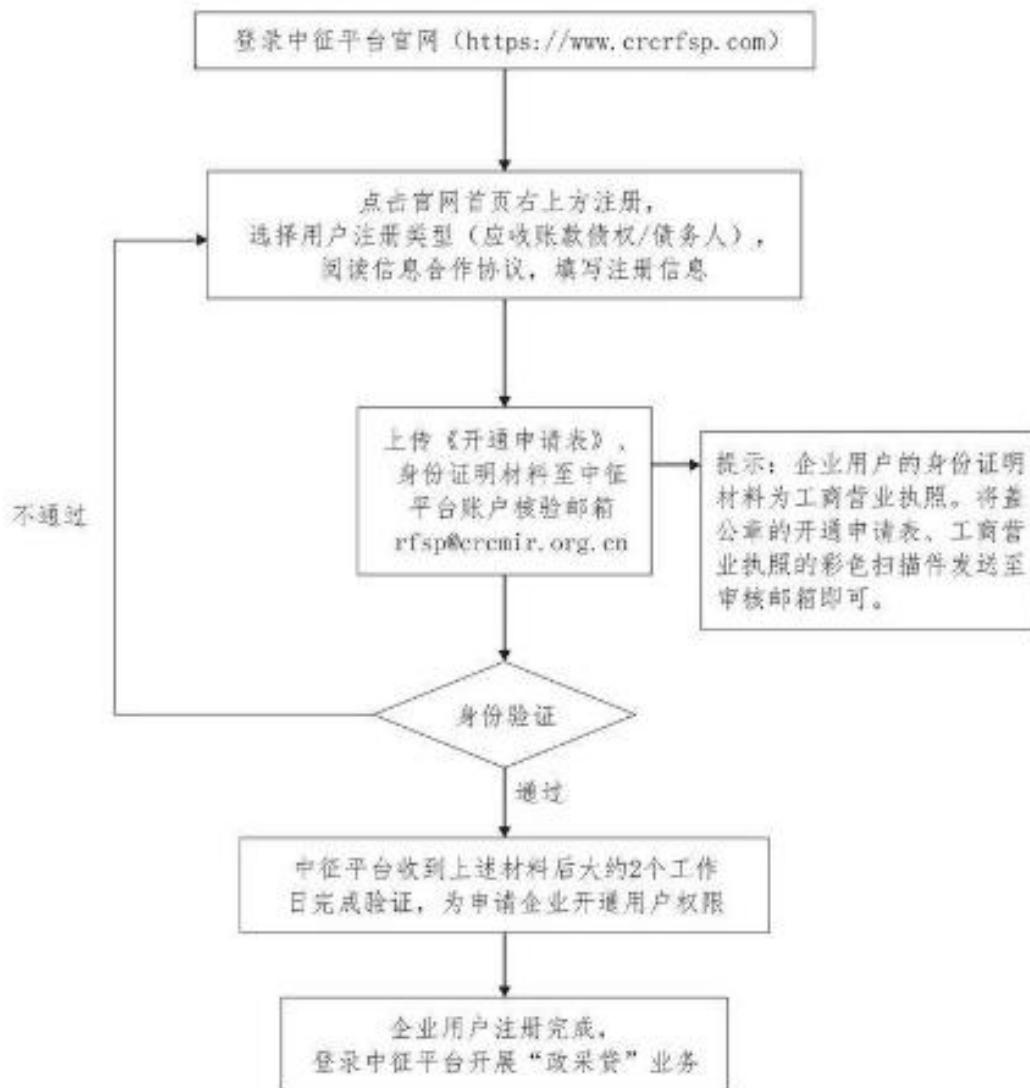 登录中征平台官网（https://www.crcrfsp.com）
点击官网首页右上方注册，
选择用户注册类型（应收账款债权/债务人），
阅读信息合作协议，填写注册信息
上传《开通申请表》、
身份证明材料至中征
平台账户核验邮箱
rfsp@crcmir.org.cn
提示：企业用户的身份证明
材料为工商营业执照。将盖
公章的开通申请表、工商营
业执照的彩色扫描件发送至
审核邮箱即可。
不通过
身份验证
通过
中征平台收到上述材料后大约2个工作
日完成验证，为申请企业开通用户权限
企业用户注册完成，
登录中征平台开展“政采贷”业务